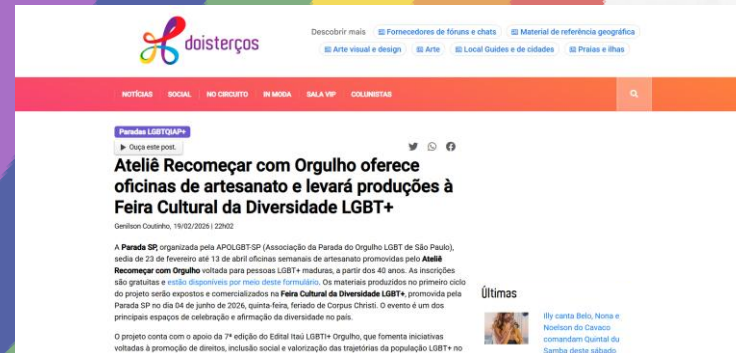 doisterços
Descobrir mais
Fornecedores de fóruns e chats
Material de referência geográfica
Arte visual e design
Arte
Local Guides e de cidades
Praias e ilhas
NOTÍCIAS SOCIAL NO CIRCUITO IN MODA SALA VIP COLUNISTAS
Paradas LGBTQIAP+
Ouça este post.
Ateliê Recomeçar com Orgulho oferece
oficinas de artesanato e levará produções à
Feira Cultural da Diversidade LGBT+
Genilson Coutinho, 19/02/2026 | 22h02
A Parada SP, organizada pela APOLGBT-SP (Associação da Parada do Orgulho LGBT de São Paulo),
sedia de 23 de fevereiro até 13 de abril oficinas semanais de artesanato promovidas pelo Ateliê
Recomeçar com Orgulho voltada para pessoas LGBT+ maduras, a partir dos 40 anos. As inscrições
são gratuitas e estão disponíveis por meio deste formulário. Os materiais produzidos no primeiro ciclo
do projeto serão expostos e comercializados na Feira Cultural da Diversidade LGBT+, promovida pela
Parada SP no dia 04 de junho de 2026, quinta-feira, feriado de Corpus Christi. O evento é um dos
principais espaços de celebração e afirmação da diversidade no país.
O projeto conta com o apoio da 7ª edição do Edital Itaú LGBTI+ Orgulho, que fomenta iniciativas
voltadas à promoção de direitos, inclusão social e valorização das trajetórias da população LGBT+ no
Últimas
Illy canta Belo, Nona e
Noelson do Cavaco
comandam Quintal du
Samba deste sábado